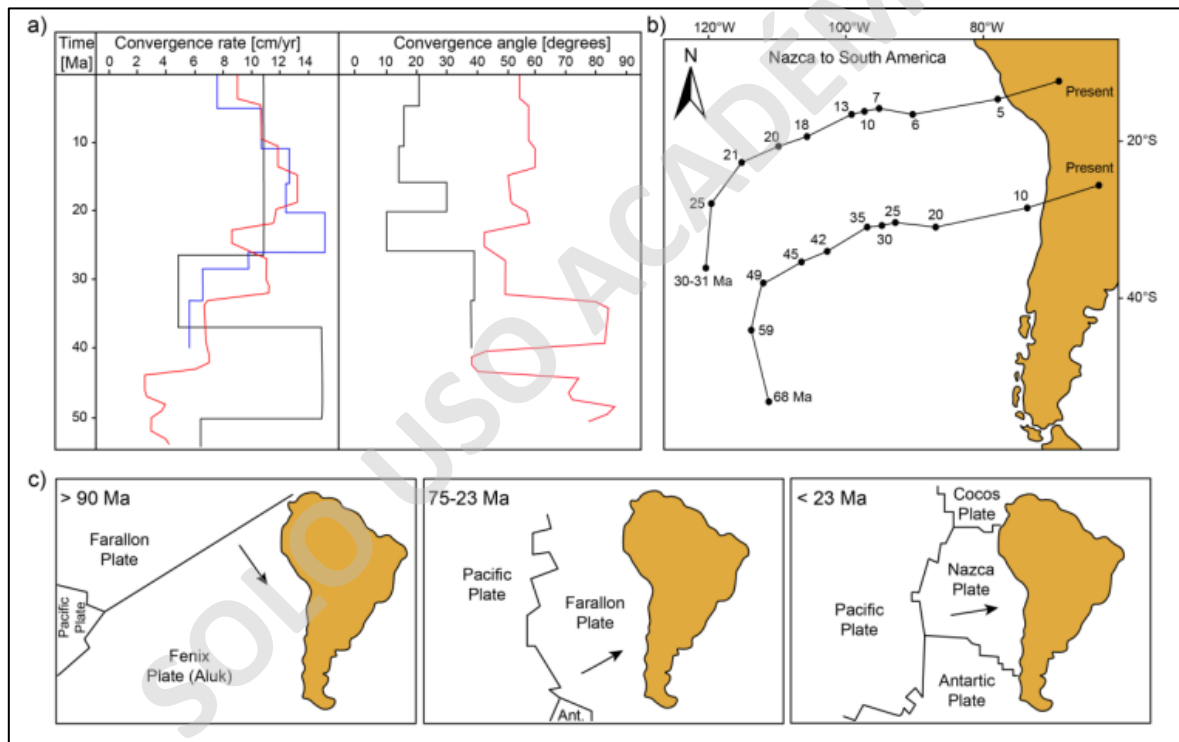 a)
Time
[Ma]
Convergence rate [cm/yr]
0 2 4 6 8 10 12 14
Convergence angle [degrees]
0 10 20 30 40 60 80 90
10
20
30
40
50
b)
120°W 100°W 80°W
N
Nazca to South America
Present
5
6
7
10
13
18
20
21
25
30-31 Ma
20°S
Present
10
20
25
30
35
42
45
49
59
68 Ma
40°S
c)
> 90 Ma
Farallon
Plate
Pacific
Plate
Fenix
Plate (Aluk)
75-23 Ma
Pacific
Plate
Farallon
Plate
Ant.
< 23 Ma
Cocos
Plate
Nazca
Plate
Pacific
Plate
Antartic
Plate
SOLO USO ACADÉM